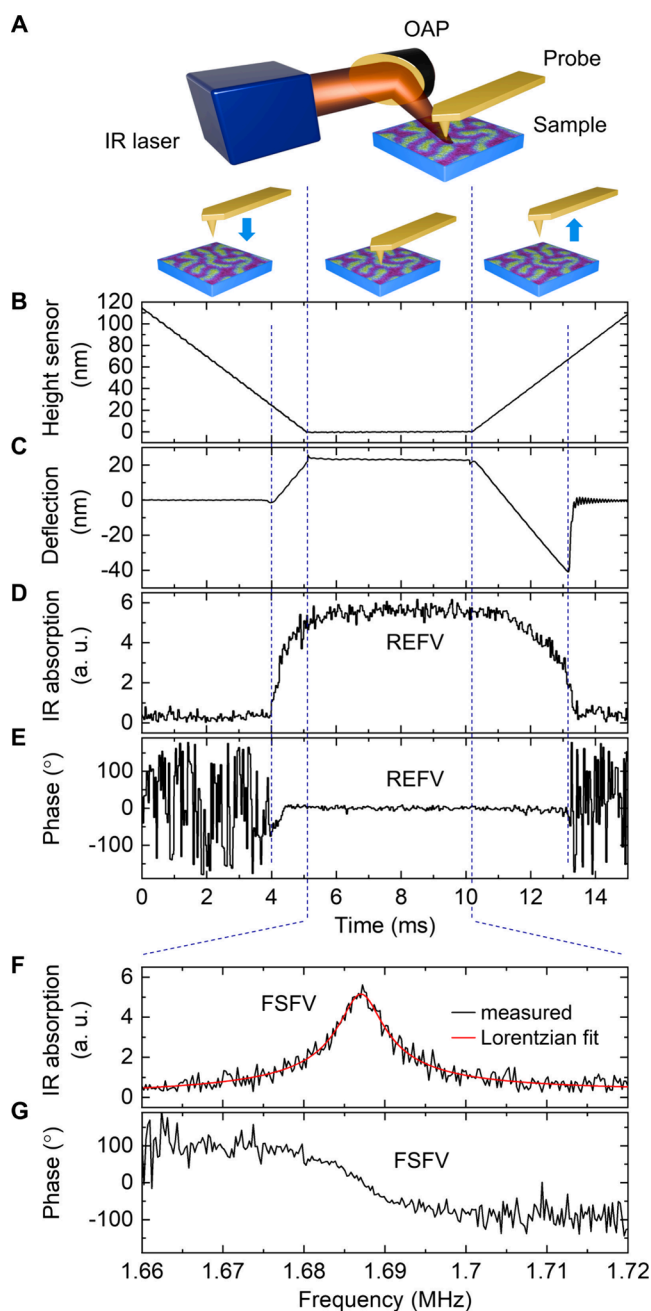 A
OAP
Probe
IR laser
Sample
B
Height sensor
(nm)
120
100
80
60
40
20
0
C
Deflection
(nm)
20
0
-20
-40
D
IR absorption
(a. u.)
6
4
2
0
REFV
E
Phase (°)
100
0
-100
REFV
0 2 4 6 8 10 12 14
Time (ms)
F
IR absorption
(a. u.)
6
4
2
0
FSFV
measured
Lorentzian fit
G
Phase (°)
100
0
-100
FSFV
1.66 1.67 1.68 1.69 1.7 1.71 1.72
Frequency (MHz)